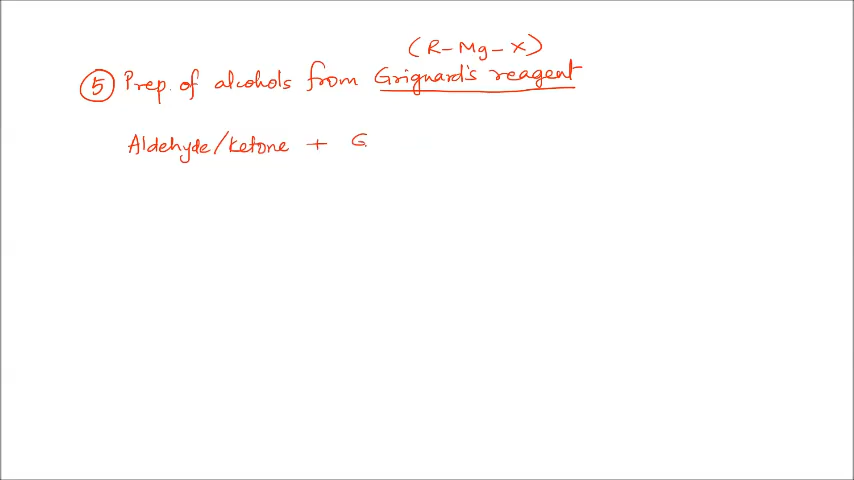 (R-Mg-X)
⑤ Prep. of alcohols from Grignard's reagent
Aldehyde/Ketone + G